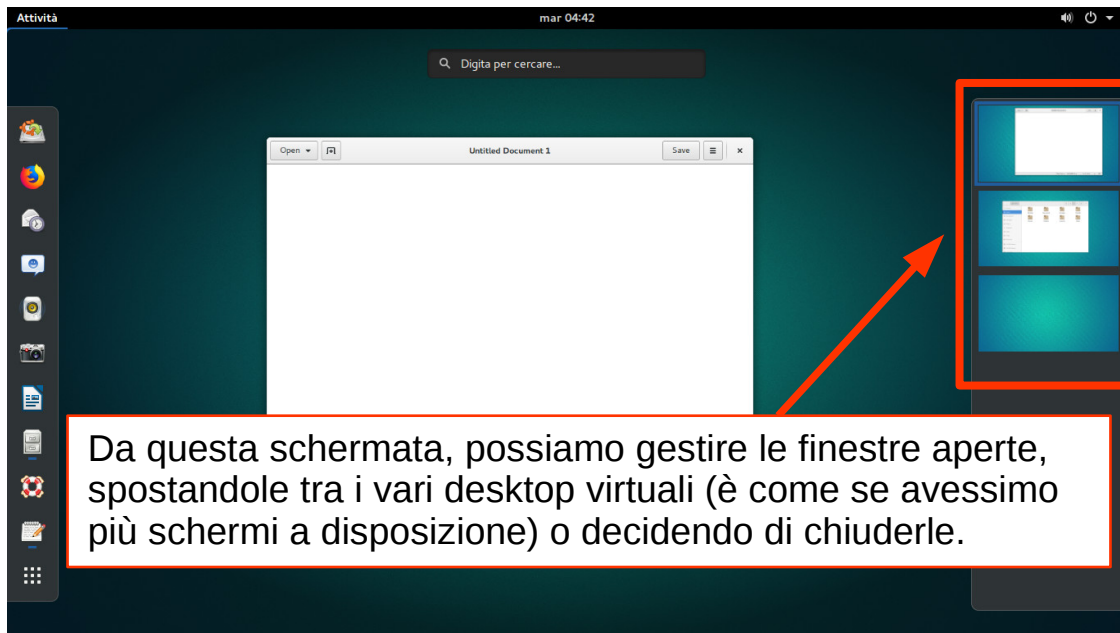 Attività
mar 04:42
Digita per cercare...
Open
Untitled Document 1
Save
Da questa schermata, possiamo gestire le finestre aperte,
spostandole tra i vari desktop virtuali (è come se avessimo
più schermi a disposizione) o decidendo di chiuderle.